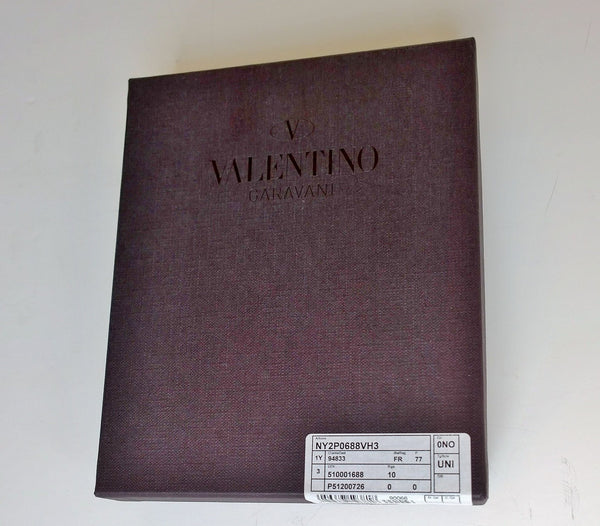 V
VALENTINO
GARAVANI
NY2P0688VH3
0NO
1Y 94833 FR 77
UNI
3 510001688 10
P51200726 0 0